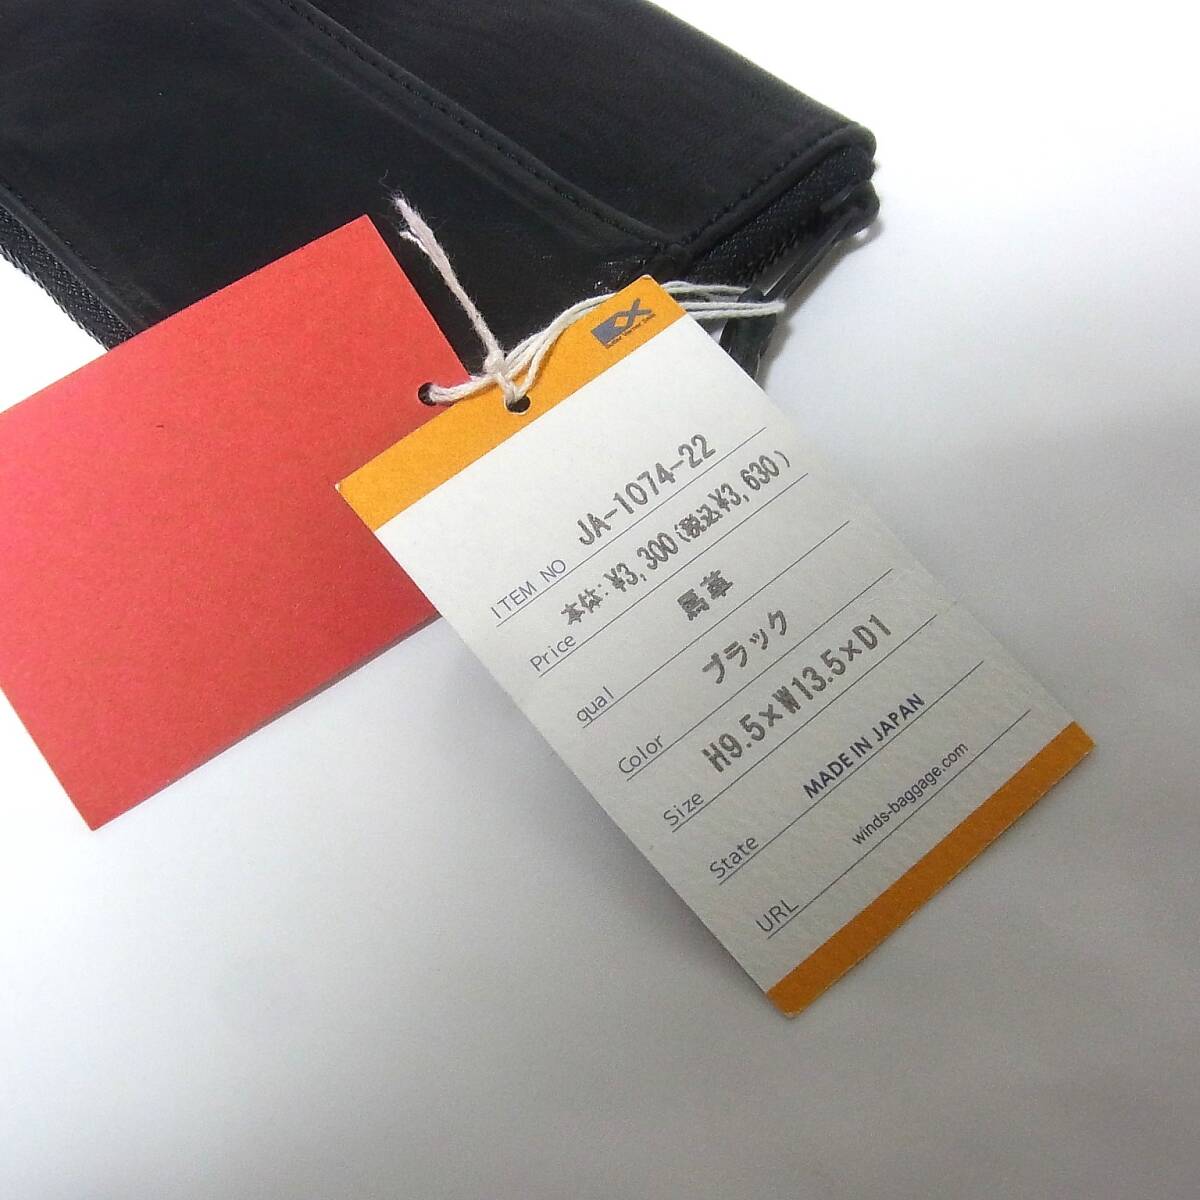 ITEM NO JA-1074-22
Price 本体:¥3,300(税込¥3,630)
qual 馬革
Color ブラック
Size H9.5×W13.5×D1
State MADE IN JAPAN
URL winds-baggage.com